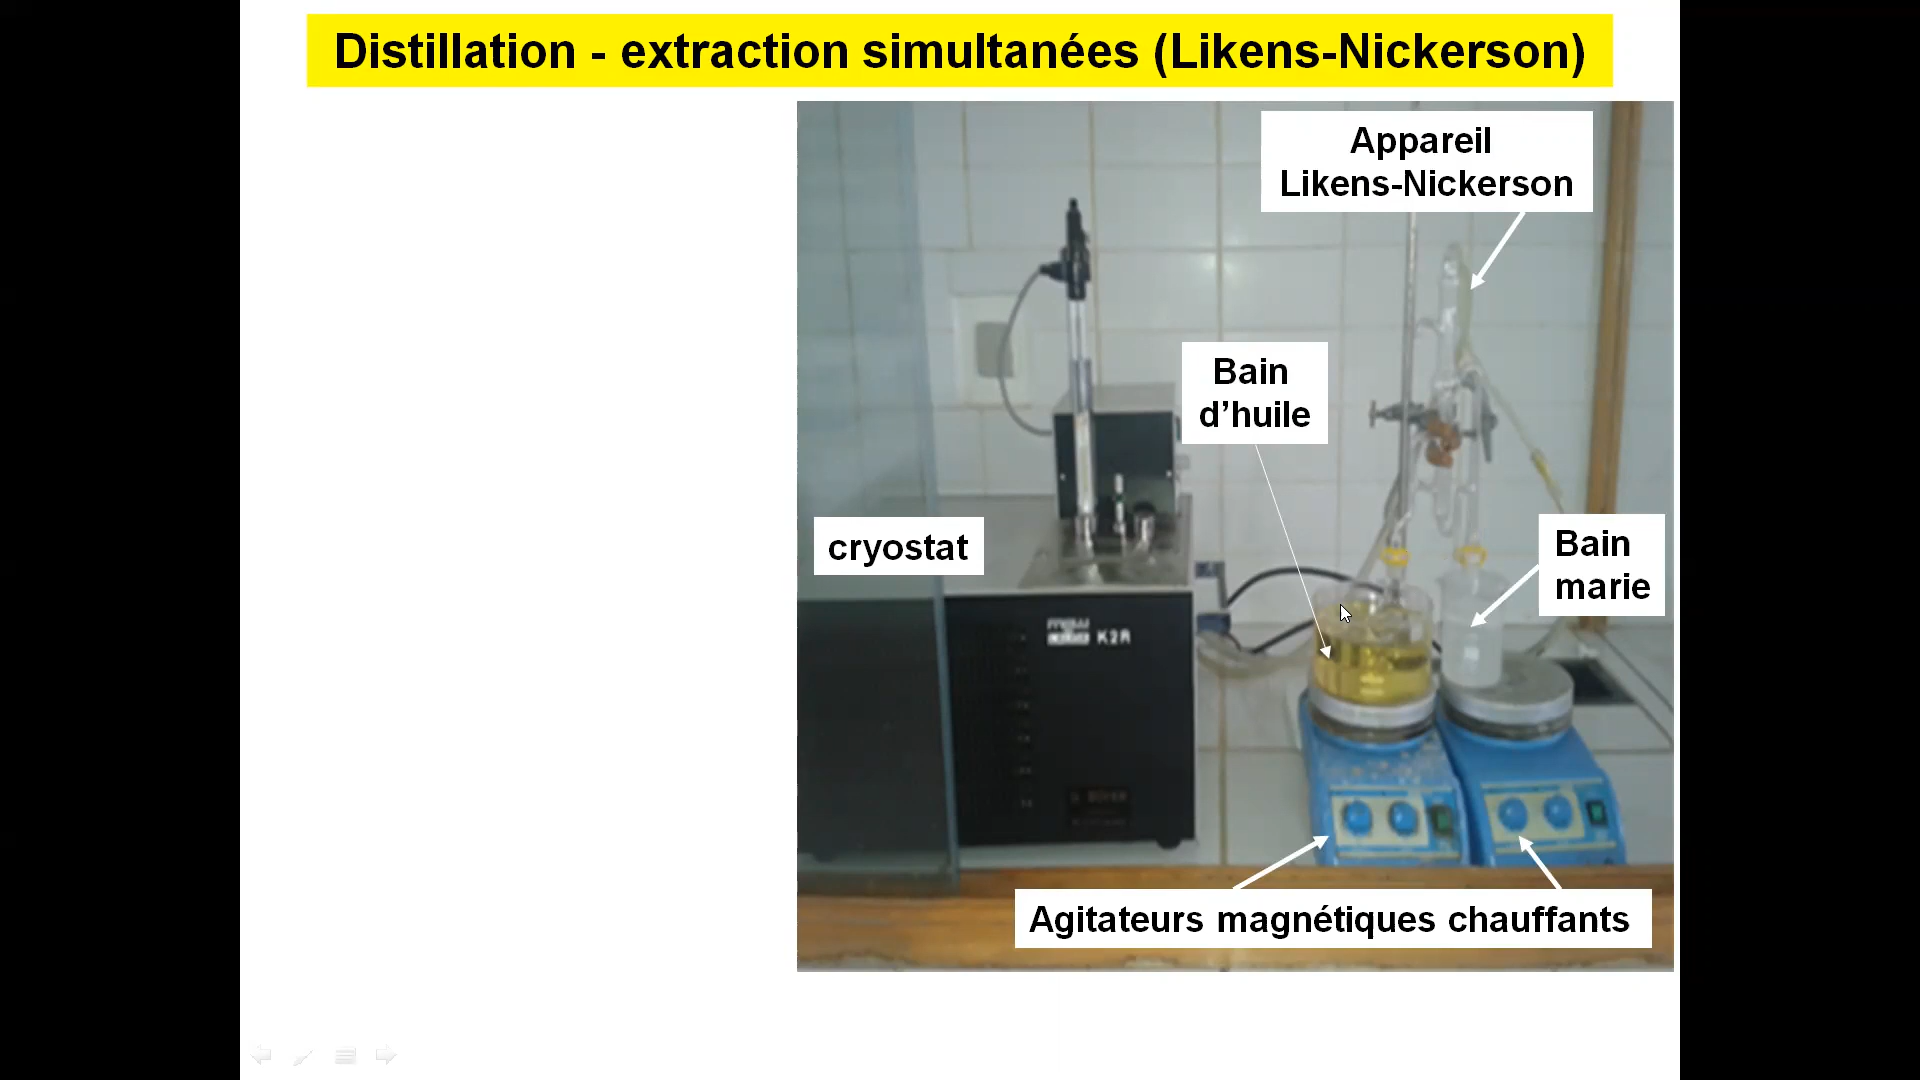 Distillation - extraction simultanées (Likens-Nickerson)
Appareil
Likens-Nickerson
Bain
d’huile
cryostat
Bain
marie
K2R
Agitateurs magnétiques chauffants